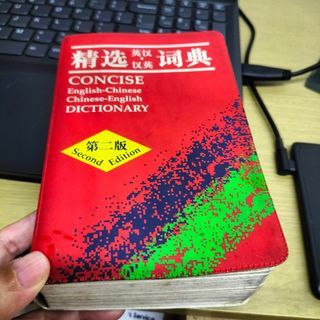 精选 英汉 汉英 词典
CONCISE
English-Chinese
Chinese-English
DICTIONARY
第二版
Second Edition